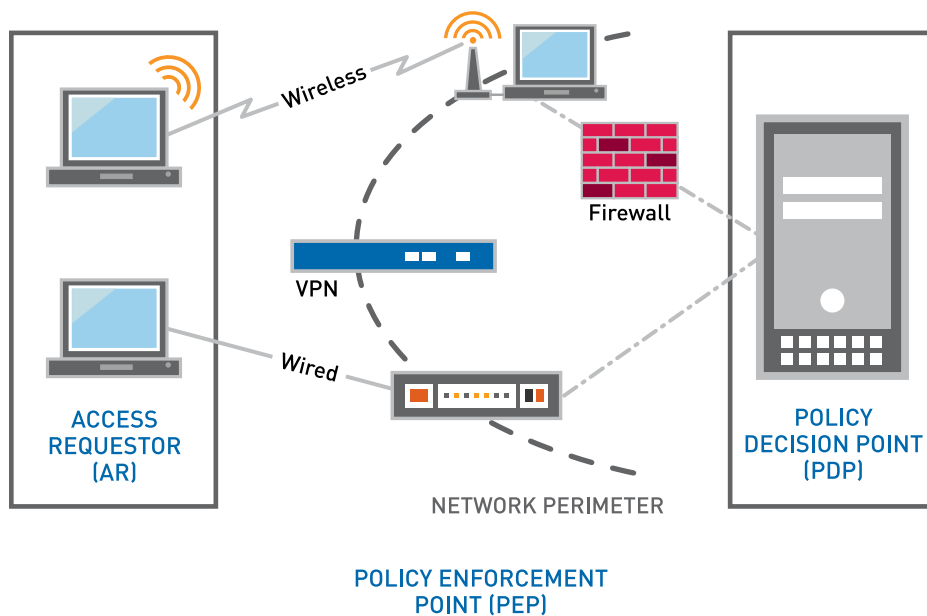 Wireless
Firewall
VPN
Wired
ACCESS
REQUESTOR
(AR)
POLICY
DECISION POINT
(PDP)
NETWORK PERIMETER
POLICY ENFORCEMENT
POINT (PEP)